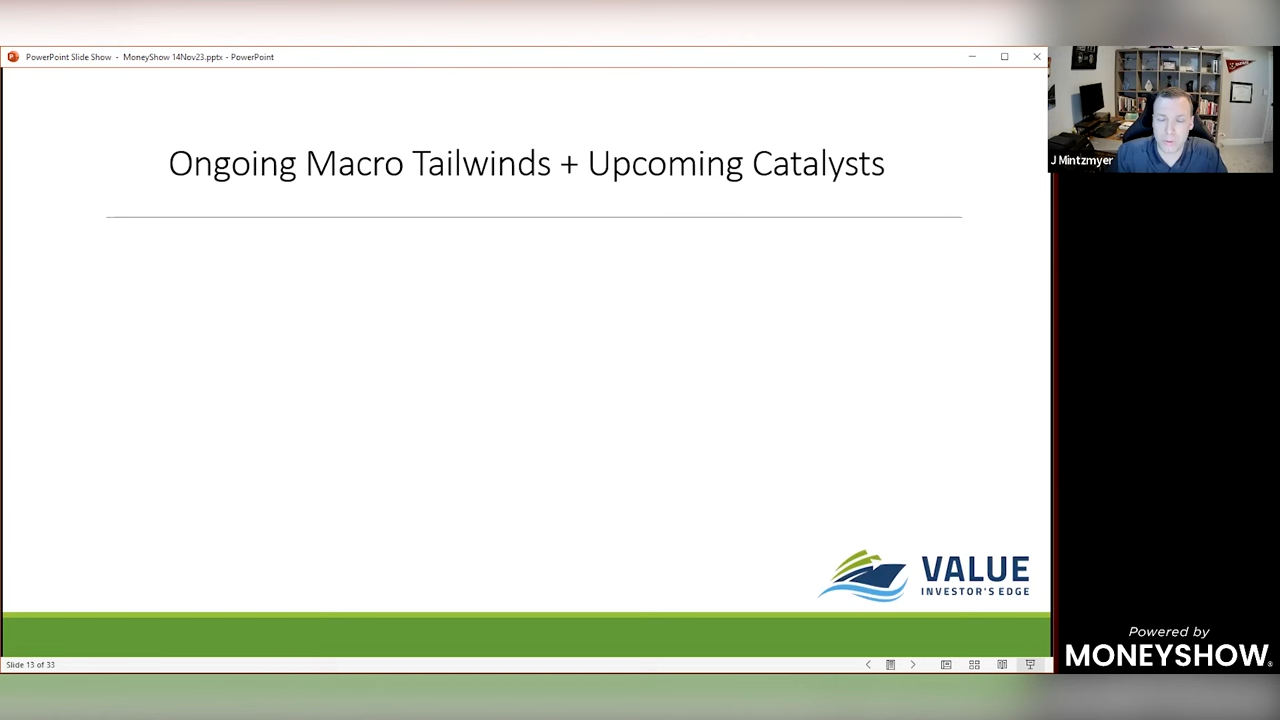 PowerPoint Slide Show - MoneyShow 14Nov23.pptx - PowerPoint
J Mintzmyer
Ongoing Macro Tailwinds + Upcoming Catalysts
VALUE
INVESTOR'S EDGE
Powered by
MONEYSHOW®
Slide 13 of 33